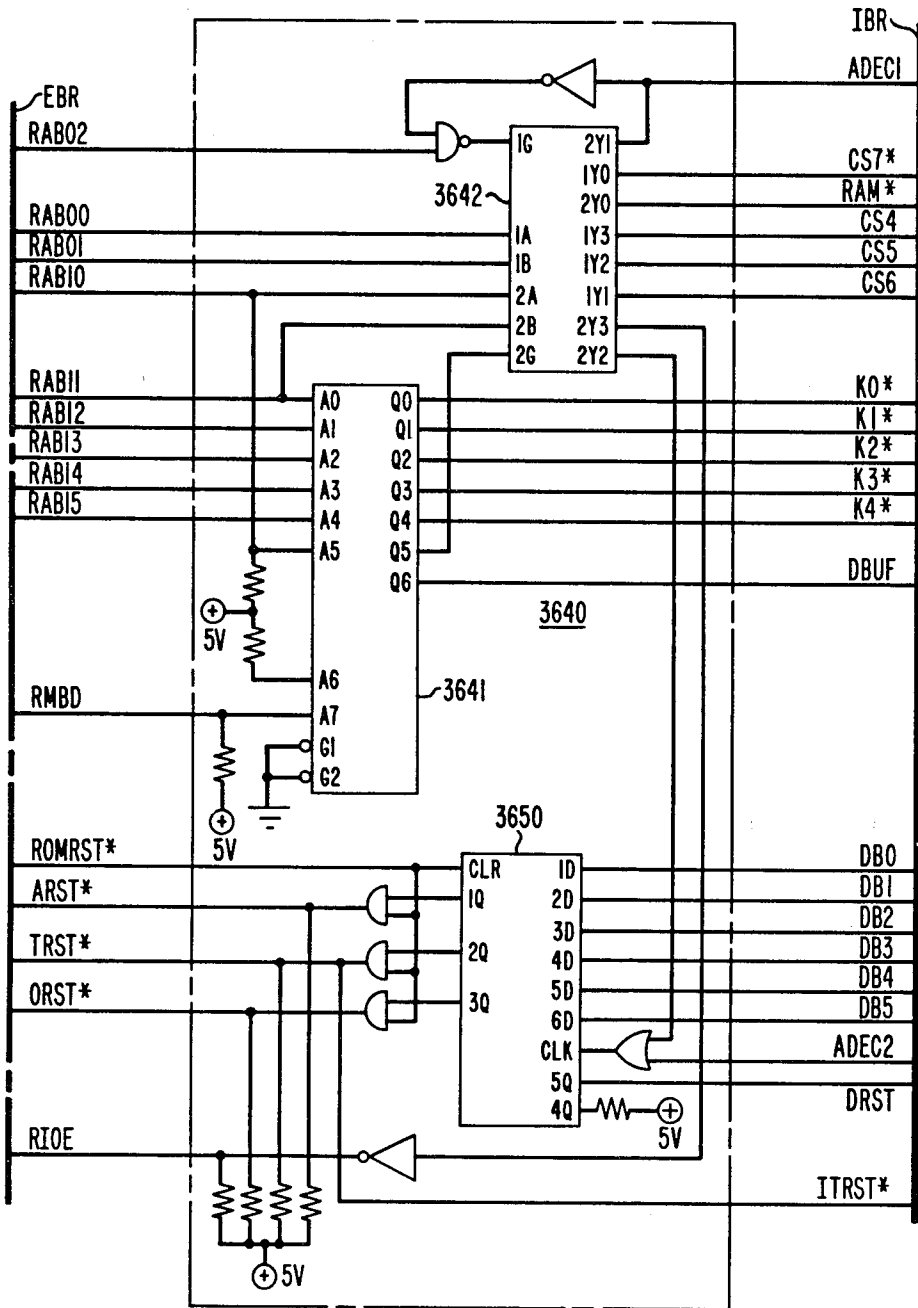 IBR
ADEC1
EBR
RAB02
1G
2Y1
1Y0
CS7*
3642
2Y0
RAM*
RAB00
1A
1Y3
CS4
RAB01
1B
1Y2
CS5
RAB10
2A
1Y1
CS6
2B
2Y3
2G
2Y2
RAB11
A0
Q0
K0*
RAB12
A1
Q1
K1*
RAB13
A2
Q2
K2*
RAB14
A3
Q3
K3*
RAB15
A4
Q4
K4*
A5
Q5
Q6
DBUF
5V
3640
A6
3641
RMBD
A7
G1
G2
5V
3650
ROMRST*
CLR
1D
DB0
ARST*
1Q
2D
DB1
3D
DB2
TRST*
2Q
4D
DB3
5D
DB4
ORST*
3Q
6D
DB5
CLK
ADEC2
5Q
DRST
4Q
5V
RIOE
ITRST*
5V